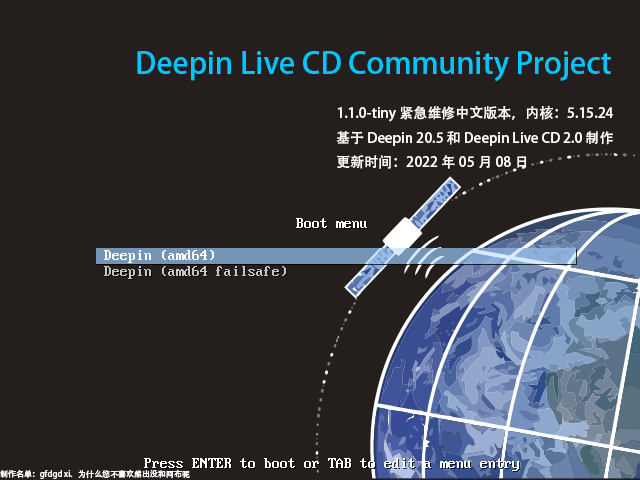 Deepin Live CD Community Project
1.1.0-tiny 紧急维修中文版本，内核：5.15.24
基于 Deepin 20.5 和 Deepin Live CD 2.0 制作
更新时间：2022 年 05 月 08 日
Boot menu
Deepin (amd64)
Deepin (amd64 failsafe)
Press ENTER to boot or TAB to edit a menu entry
制作名单：gfdgd xi、为什么您不喜欢熊出没和阿布呢